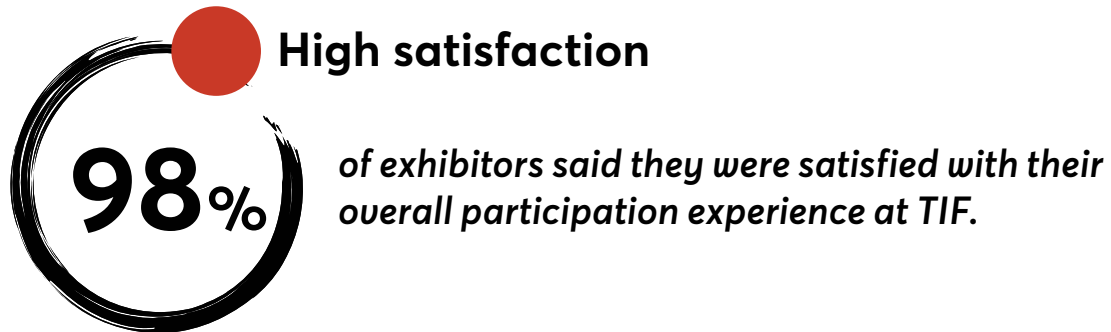 High satisfaction
98%
of exhibitors said they were satisfied with their
overall participation experience at TIF.